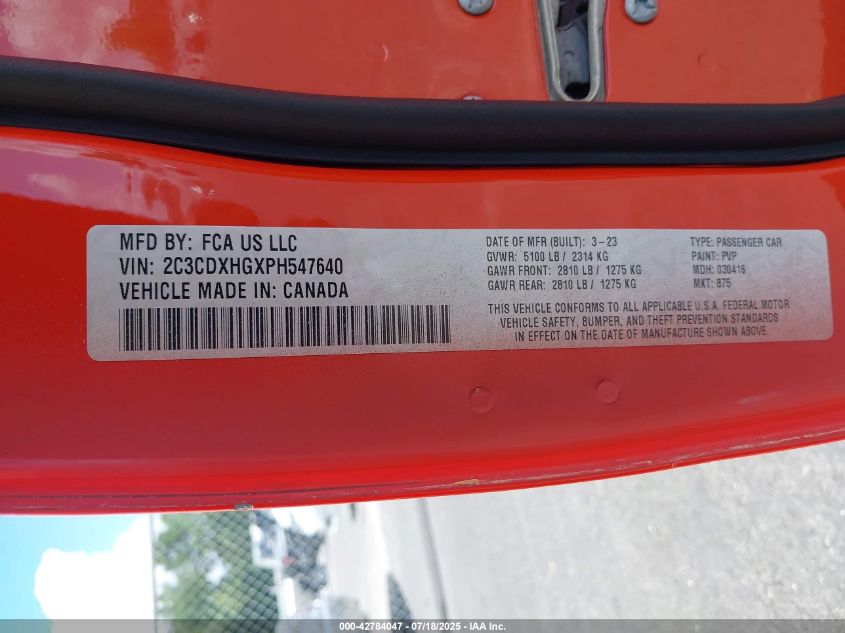 MFD BY: FCA US LLC
VIN: 2C3CDXHGXPH547640
VEHICLE MADE IN: CANADA
DATE OF MFR (BUILT): 3-23
GVWR: 5100 LB / 2314 KG
GAWR FRONT: 2810 LB / 1275 KG
GAWR REAR: 2810 LB / 1275 KG
TYPE: PASSENGER CAR
PAINT: PVP
MDH: 030416
MKT: 875
THIS VEHICLE CONFORMS TO ALL APPLICABLE U.S.A. FEDERAL MOTOR
VEHICLE SAFETY, BUMPER, AND THEFT PREVENTION STANDARDS
IN EFFECT ON THE DATE OF MANUFACTURE SHOWN ABOVE.
000-42784047 - 07/18/2025 - IAA Inc.